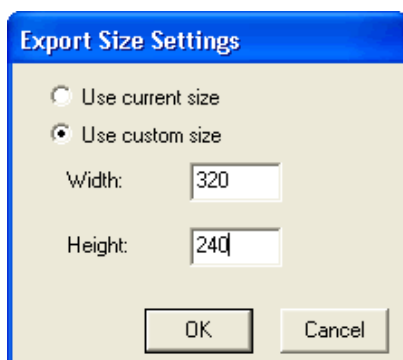 Export Size Settings
Use current size
Use custom size
Width: 320
Height: 240
OK Cancel